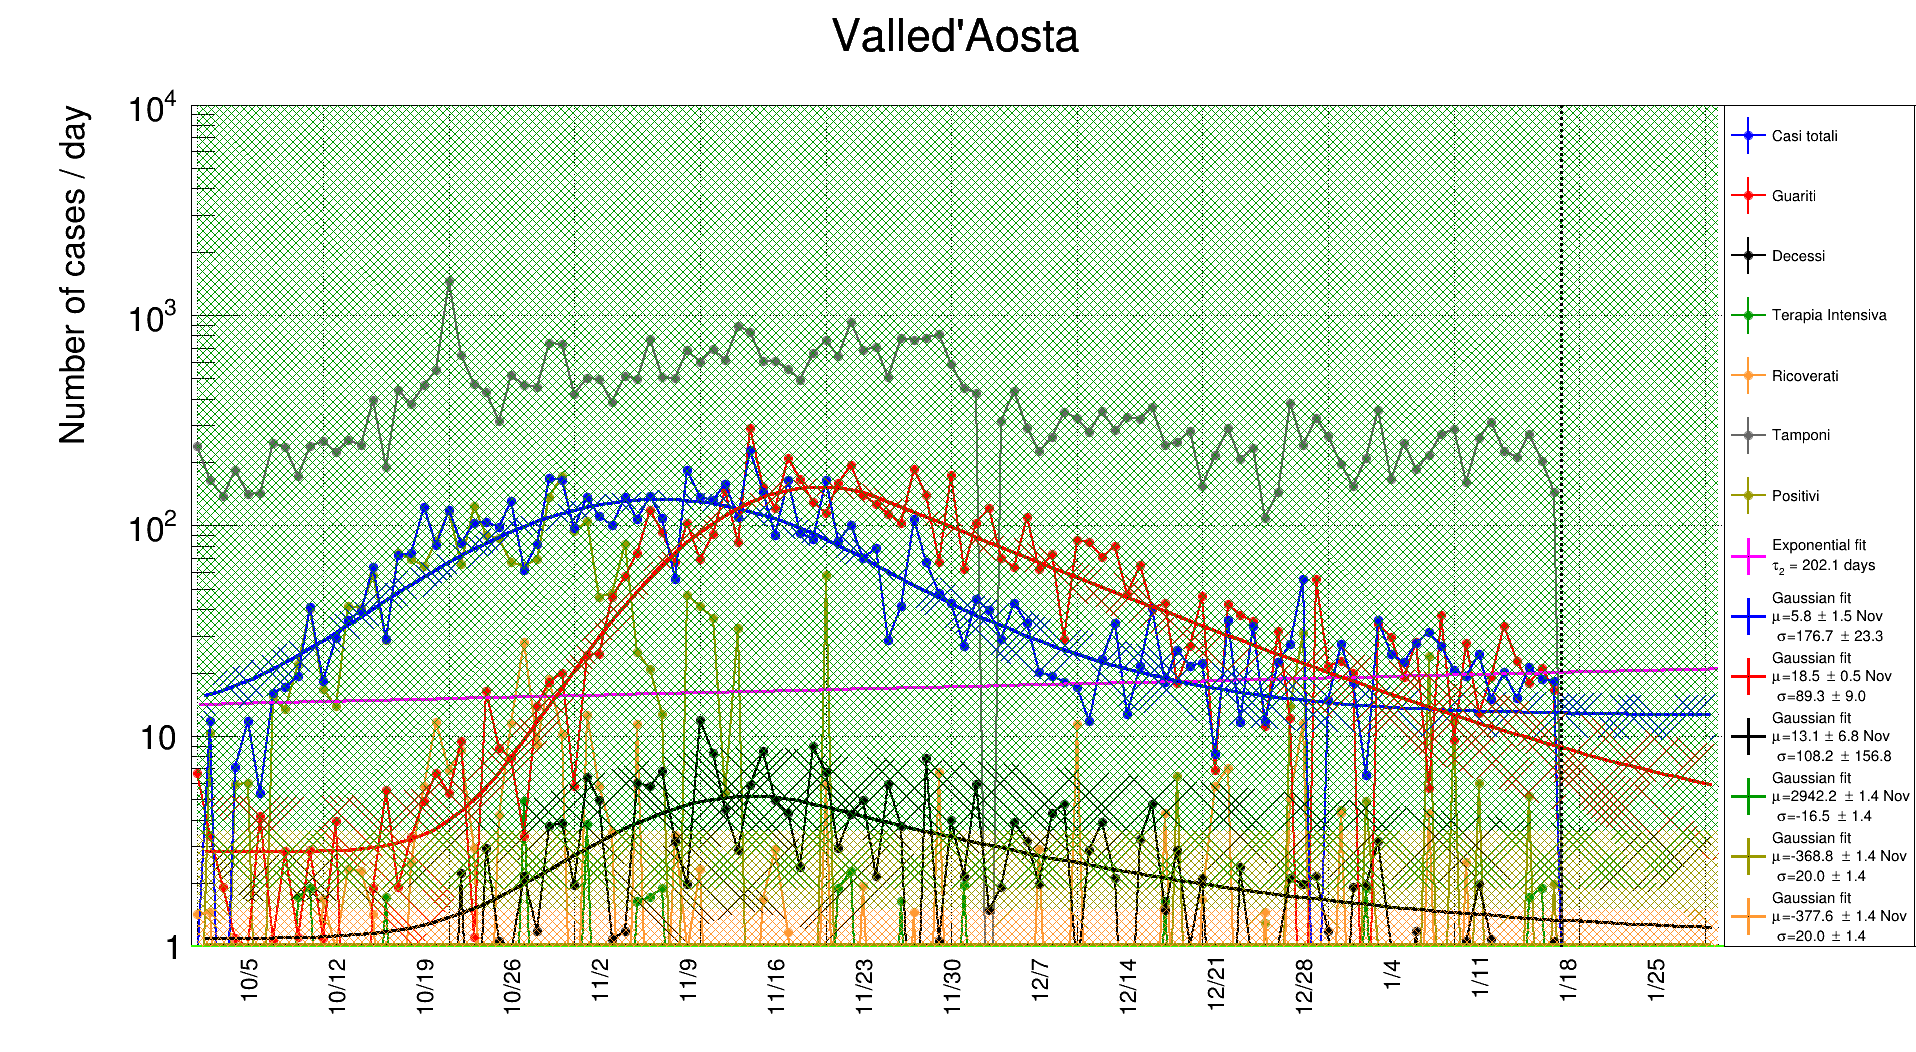 Valled'Aosta
Number of cases / day
10^4
10^3
10^2
10
1
10/5
10/12
10/19
10/26
11/2
11/9
11/16
11/23
11/30
12/7
12/14
12/21
12/28
1/4
1/11
1/18
1/25
Casi totali
Guariti
Decessi
Terapia Intensiva
Ricoverati
Tamponi
Positivi
Exponential fit
τ₂ = 202.1 days
Gaussian fit
μ=5.8 ± 1.5 Nov
σ=176.7 ± 23.3
Gaussian fit
μ=18.5 ± 0.5 Nov
σ=89.3 ± 9.0
Gaussian fit
μ=13.1 ± 6.8 Nov
σ=108.2 ± 156.8
Gaussian fit
μ=2942.2 ± 1.4 Nov
σ=-16.5 ± 1.4
Gaussian fit
μ=-368.8 ± 1.4 Nov
σ=20.0 ± 1.4
Gaussian fit
μ=-377.6 ± 1.4 Nov
σ=20.0 ± 1.4